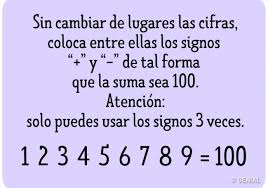 Sin cambiar de lugares las cifras,
coloca entre ellas los signos
“+” y “–” de tal forma
que la suma sea 100.
Atención:
solo puedes usar los signos 3 veces.
1 2 3 4 5 6 7 8 9 = 100
© GENIAL